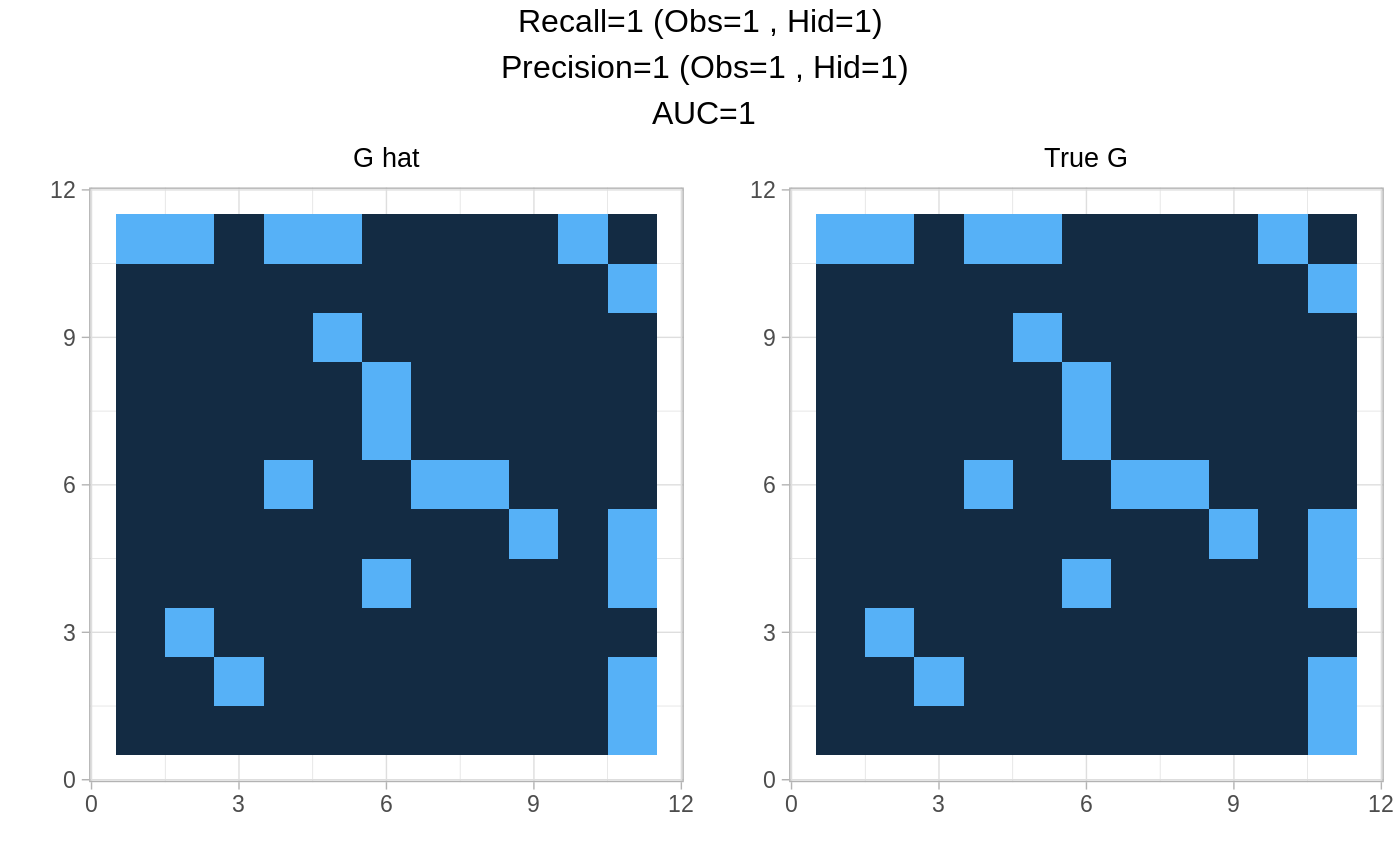 Recall=1 (Obs=1 , Hid=1)
Precision=1 (Obs=1 , Hid=1)
AUC=1
G hat
True G
12
9
6
3
0
0 3 6 9 12
12
9
6
3
0
0 3 6 9 12